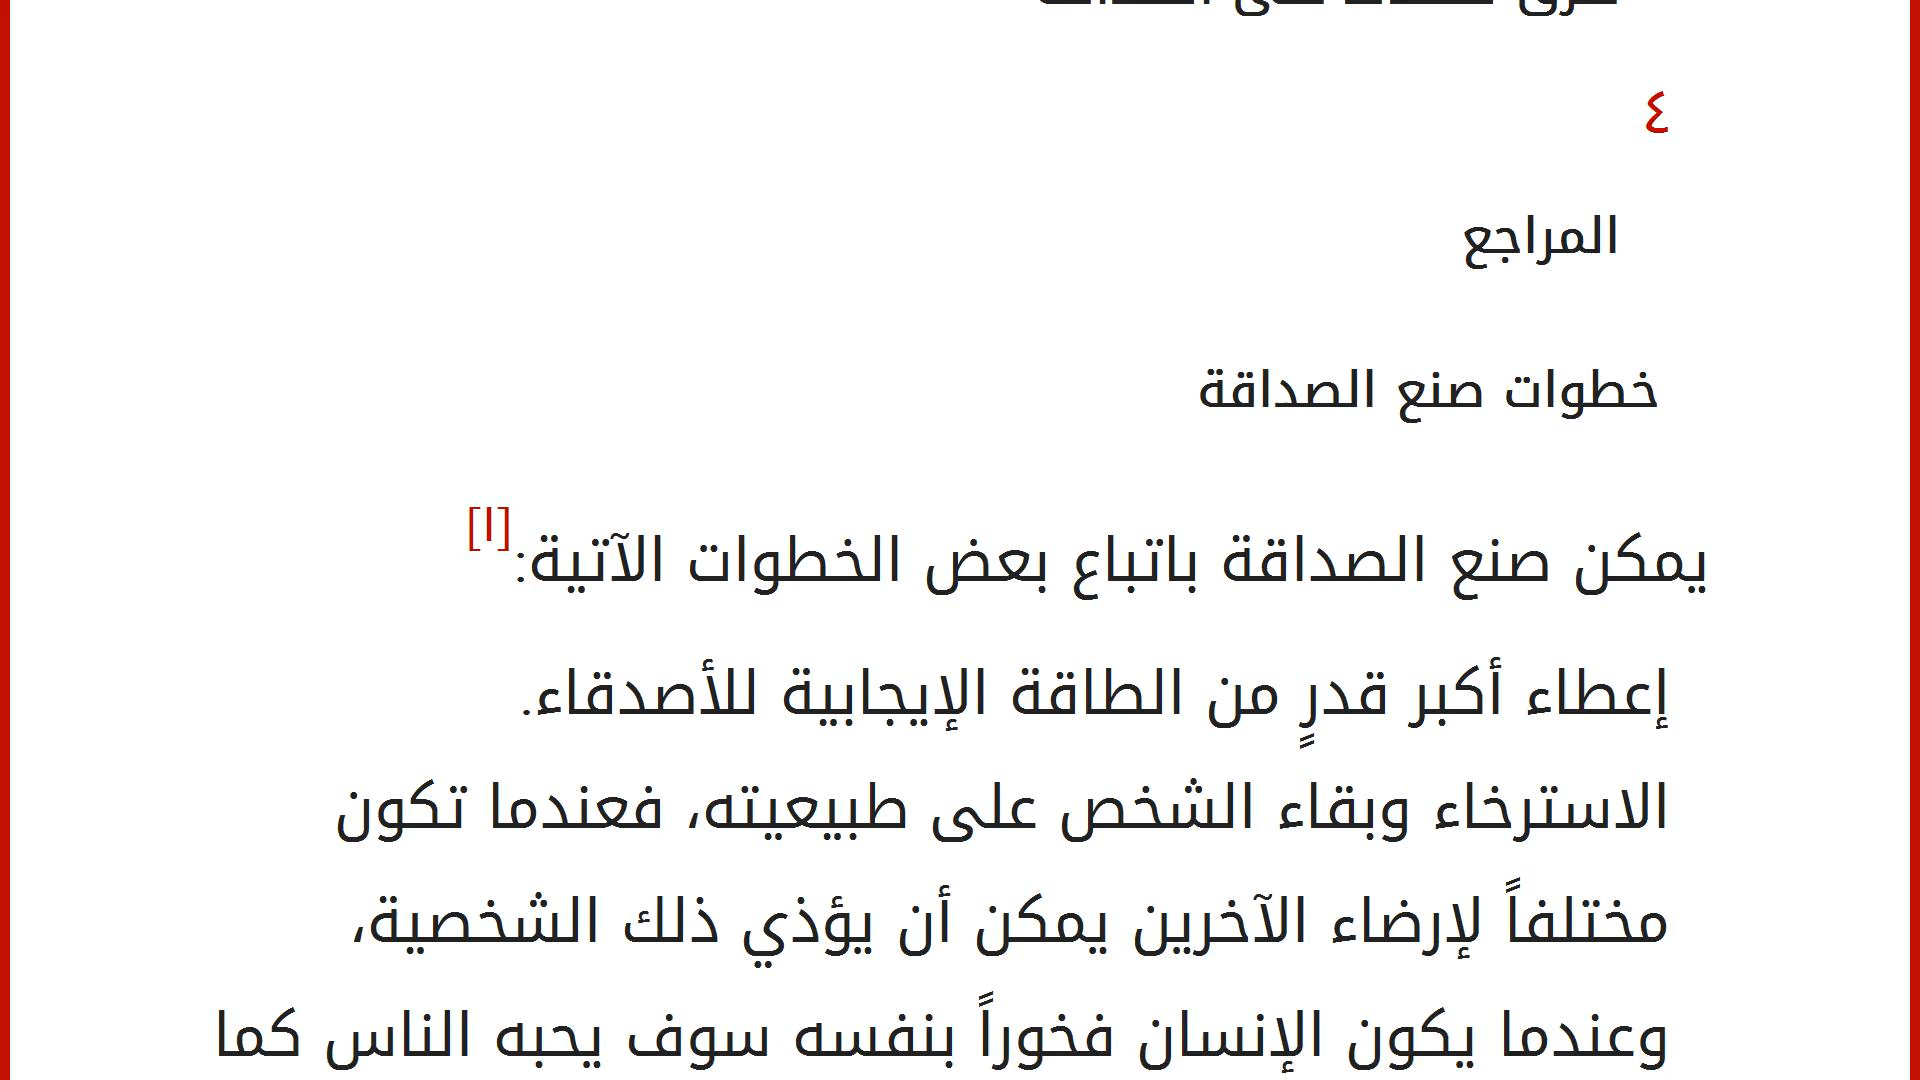 ٤
المراجع
خطوات صنع الصداقة
يمكن صنع الصداقة باتباع بعض الخطوات الآتية:[١]
إعطاء أكبر قدرٍ من الطاقة الإيجابية للأصدقاء.
الاسترخاء وبقاء الشخص على طبيعيته، فعندما تكون
مختلفاً لإرضاء الآخرين يمكن أن يؤذي ذلك الشخصية،
وعندما يكون الإنسان فخوراً بنفسه سوف يحبه الناس كما